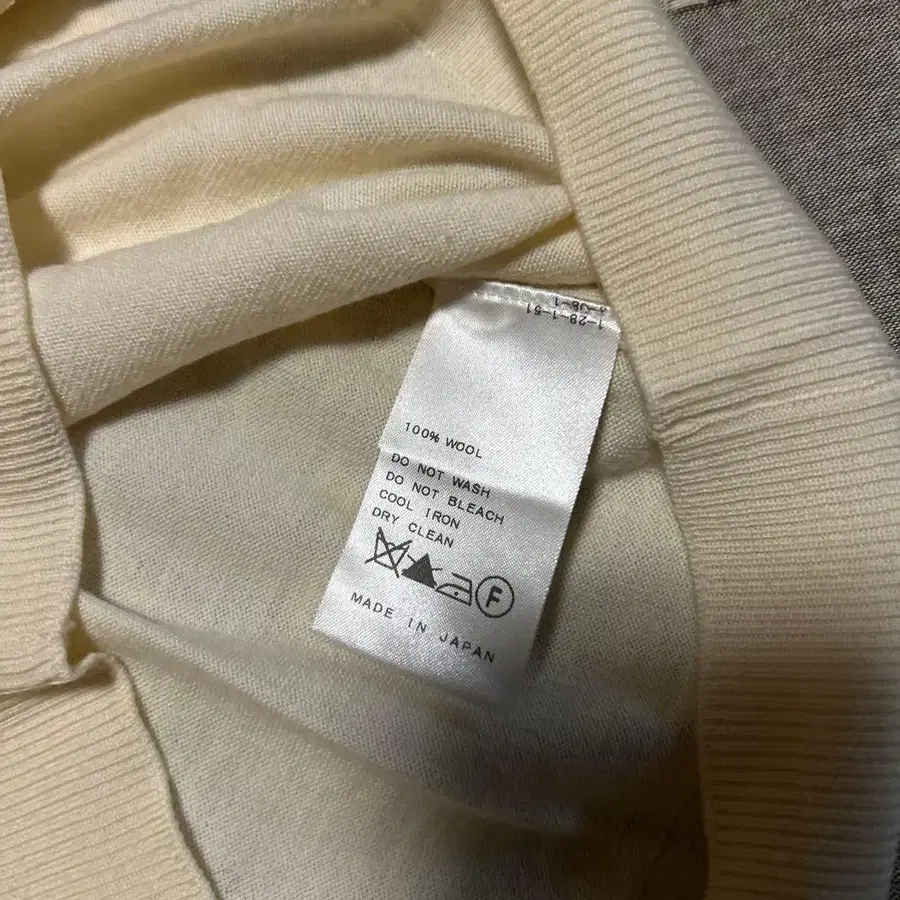 1-28-1-51
100% WOOL
DO NOT WASH
DO NOT BLEACH
COOL IRON
DRY CLEAN
F
MADE IN JAPAN